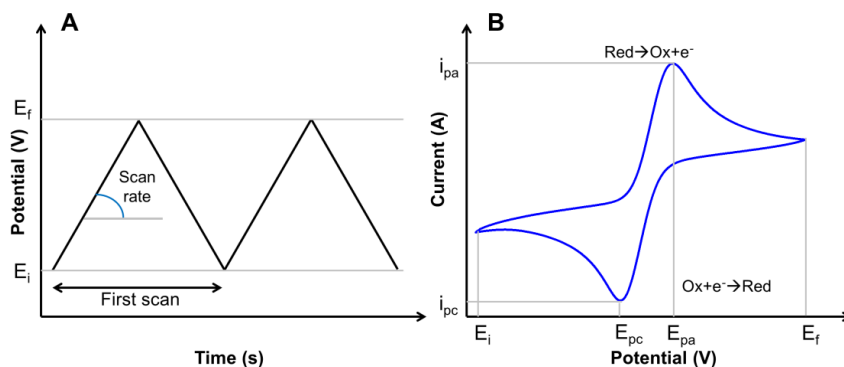 A
Potential (V)
E_f
Scan
rate
E_i
First scan
Time (s)
B
Current (A)
i_pa
Red→Ox+e⁻
Ox+e⁻→Red
i_pc
E_i
E_pc
E_pa
E_f
Potential (V)